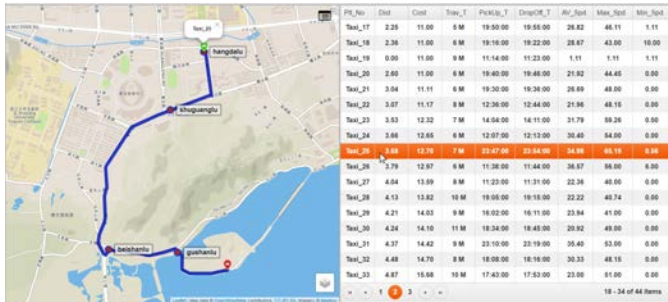 hangdalu
shuguanglu
beishanlu
gushanlu
Ptl_No Dist Cost Trav_T PickUp_T DropOff_T AV_Spd Max_Spd Min_Spd
Taxi_17 2.25 11.00 5 M 19:50:00 19:55:00 26.82 46.11 1.11
Taxi_18 2.36 11.00 6 M 19:16:00 19:22:00 28.67 43.00 10.00
Taxi_19 0.00 11.00 9 M 11:14:00 11:23:00 1.11 1.11 1.11
Taxi_20 2.60 11.00 6 M 19:40:00 19:46:00 21.92 44.45 0.00
Taxi_21 3.04 11.11 6 M 19:30:00 19:36:00 26.69 48.00 0.00
Taxi_22 3.07 11.17 8 M 12:36:00 12:44:00 21.96 48.15 0.00
Taxi_23 3.53 12.32 7 M 14:04:00 14:11:00 31.79 59.26 0.00
Taxi_24 3.66 12.65 6 M 12:07:00 12:13:00 30.40 54.00 0.00
Taxi_25 3.68 12.70 7 M 23:47:00 23:54:00 34.96 65.19 0.56
Taxi_26 3.79 12.97 6 M 11:38:00 11:44:00 36.57 56.00 6.00
Taxi_27 4.04 13.59 8 M 11:23:00 11:31:00 22.36 40.00 0.00
Taxi_28 4.13 13.82 10 M 19:05:00 19:15:00 22.22 40.74 0.00
Taxi_29 4.21 14.03 9 M 16:02:00 16:11:00 23.94 41.00 0.00
Taxi_30 4.24 14.10 11 M 18:34:00 18:45:00 20.92 49.00 0.00
Taxi_31 4.37 14.42 9 M 23:10:00 23:19:00 35.40 53.00 0.00
Taxi_32 4.48 14.70 8 M 18:08:00 18:16:00 30.33 48.15 0.00
Taxi_33 4.87 15.68 10 M 17:43:00 17:53:00 23.00 51.00 0.00
1 2 3
18 - 34 of 44 items